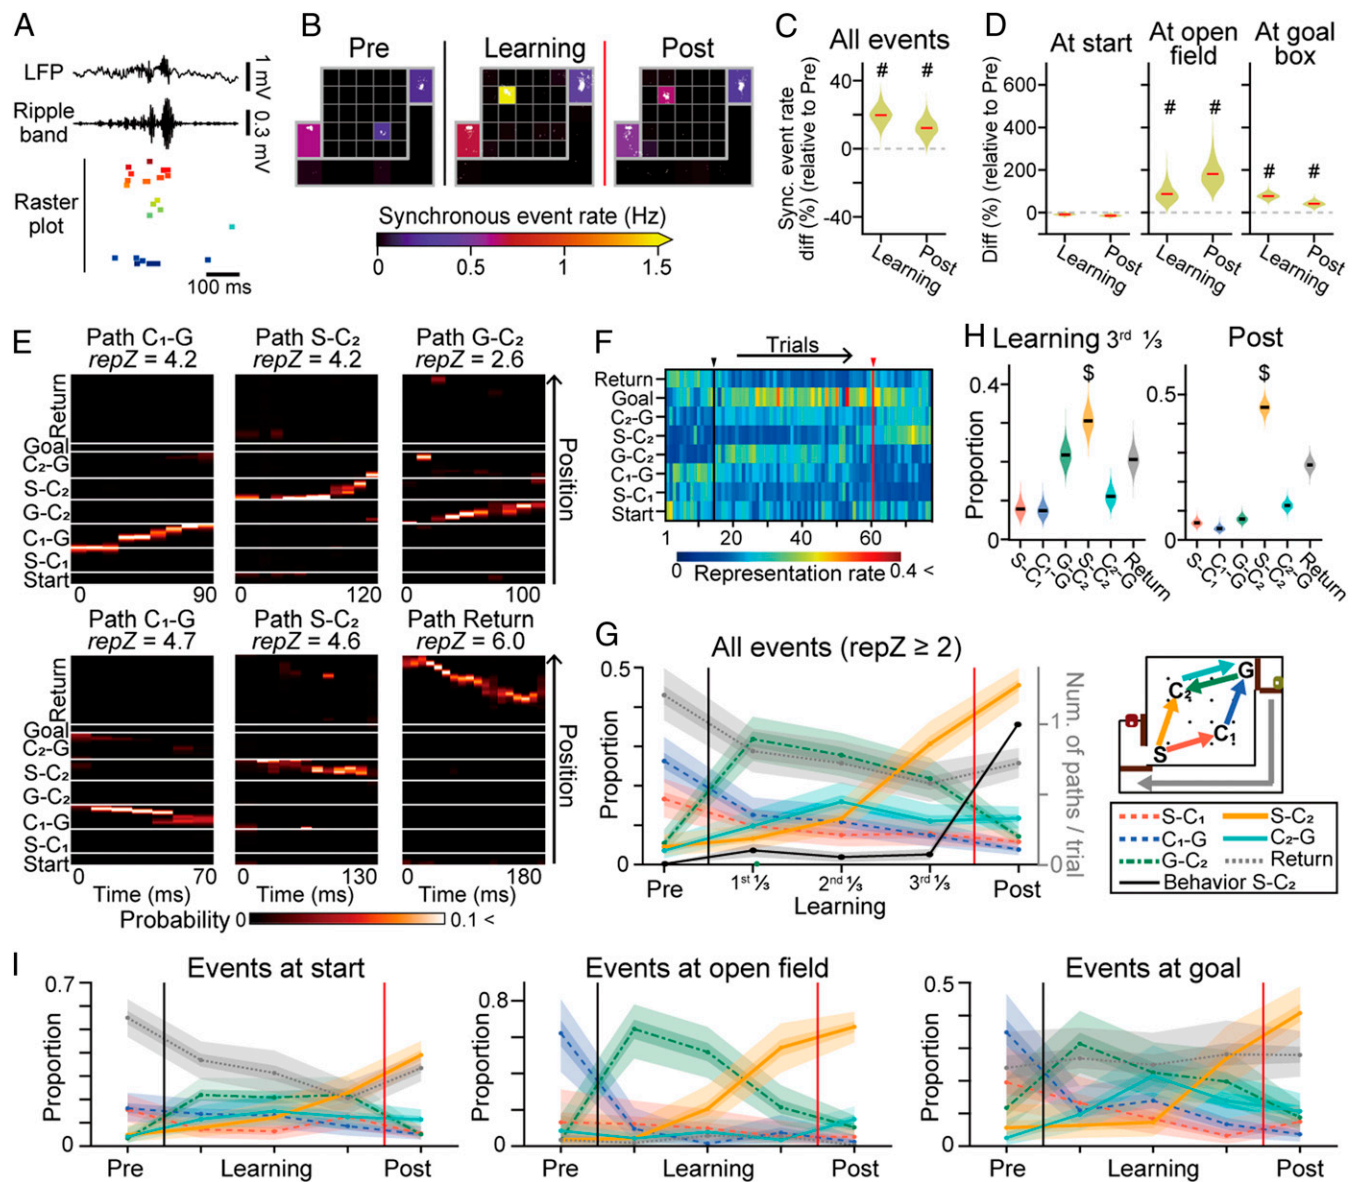 A
LFP
1 mV
Ripple
band
0.3 mV
Raster
plot
100 ms
B
Pre
Learning
Post
Synchronous event rate (Hz)
0
0.5
1
1.5
C
All events
Sync. event rate
diff (%) (relative to Pre)
40
0
-40
#
#
Learning
Post
D
At start
At open
field
At goal
box
Diff (%) (relative to Pre)
600
400
200
0
#
#
#
#
Learning
Post
Learning
Post
Learning
Post
E
Path C₁-G
repZ = 4.2
Path S-C₂
repZ = 4.2
Path G-C₂
repZ = 2.6
Return
Goal
C₂-G
S-C₂
G-C₂
C₁-G
S-C₁
Start
0
90
0
120
0
100
Position
Path C₁-G
repZ = 4.7
Path S-C₂
repZ = 4.6
Path Return
repZ = 6.0
Return
Goal
C₂-G
S-C₂
G-C₂
C₁-G
S-C₁
Start
0
70
0
130
0
180
Time (ms)
Time (ms)
Time (ms)
Position
Probability
0
0.1 <
F
Trials
Return
Goal
C₂-G
S-C₂
G-C₂
C₁-G
S-C₁
Start
1
20
40
60
0
Representation rate
0.4 <
H
Learning 3rd ⅓
Post
Proportion
0.4
0
$
S-C₁
C₁-G
G-C₂
S-C₂
C₂-G
Return
0.5
0
$
S-C₁
C₁-G
G-C₂
S-C₂
C₂-G
Return
G
All events (repZ ≥ 2)
Proportion
0.5
0
Num. of paths / trial
1
0
Pre
1st ⅓
2nd ⅓
3rd ⅓
Post
Learning
C₂
G
C₁
S
S-C₁
S-C₂
C₁-G
C₂-G
G-C₂
Return
Behavior S-C₂
I
Events at start
Proportion
0.7
0
Pre
Learning
Post
Events at open field
Proportion
0.8
0
Pre
Learning
Post
Events at goal
Proportion
0.5
0
Pre
Learning
Post